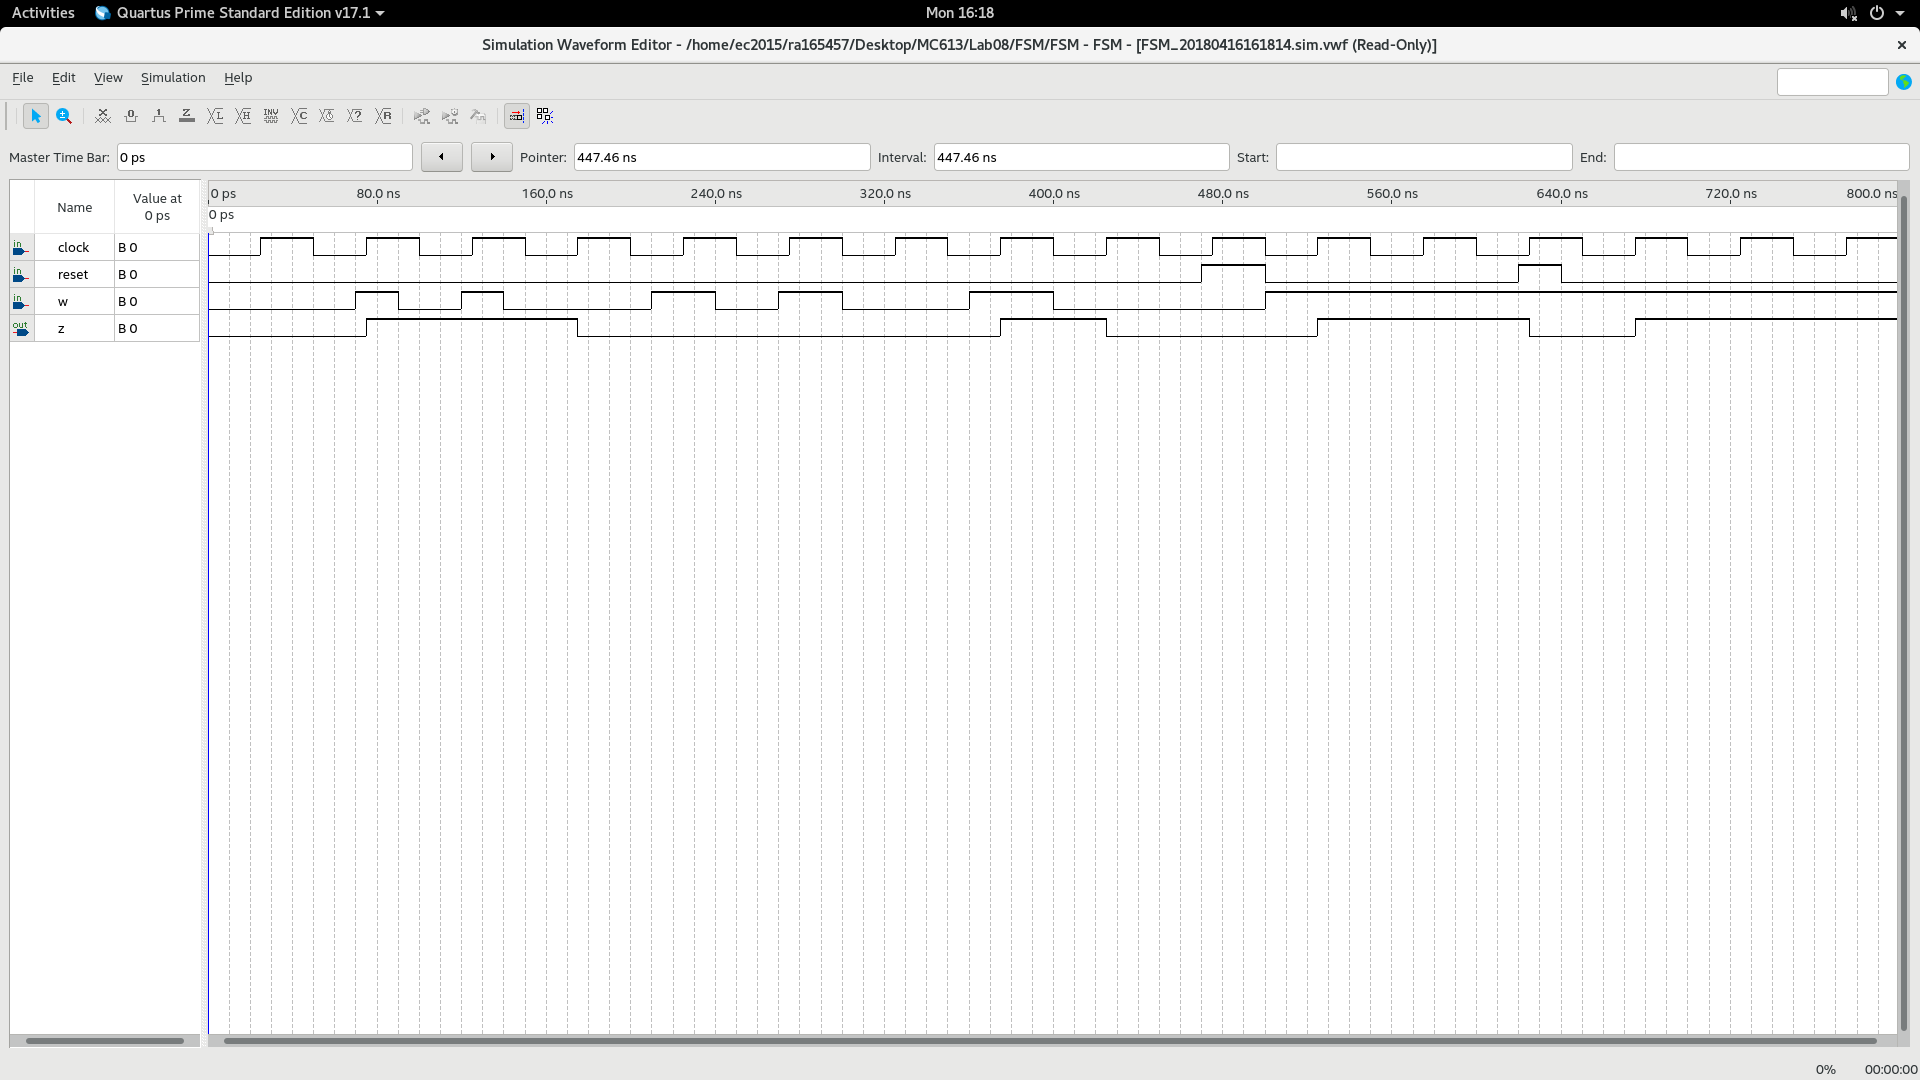 Activities Quartus Prime Standard Edition v17.1 Mon 16:18
Simulation Waveform Editor - /home/ec2015/ra165457/Desktop/MC613/Lab08/FSM/FSM - FSM - [FSM_20180416161814.sim.vwf (Read-Only)]
File Edit View Simulation Help
Master Time Bar: 0 ps Pointer: 447.46 ns Interval: 447.46 ns Start: End:
Name Value at 0 ps
0 ps 80.0 ns 160.0 ns 240.0 ns 320.0 ns 400.0 ns 480.0 ns 560.0 ns 640.0 ns 720.0 ns 800.0 ns
0 ps
in clock B 0
in reset B 0
in w B 0
out z B 0
0% 00:00:00